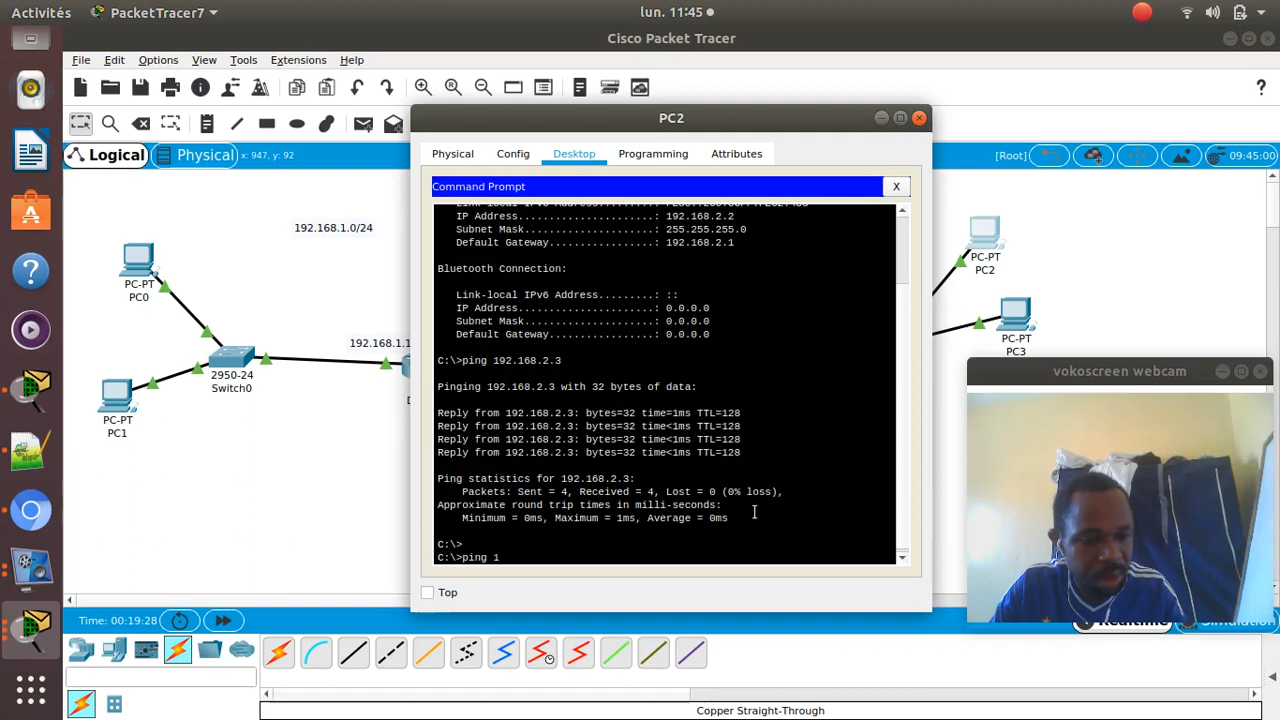 Activités
PacketTracer7
lun. 11:45
Cisco Packet Tracer
File Edit Options View Tools Extensions Help
PC2
Physical Config Desktop Programming Attributes
Logical
Physical
x: 947, y: 92
[Root]
09:45:00
Command Prompt
X
IP Address......................: 192.168.2.2
Subnet Mask.....................: 255.255.255.0
Default Gateway.................: 192.168.2.1
Bluetooth Connection:
Link-local IPv6 Address.........: ::
IP Address......................: 0.0.0.0
Subnet Mask.....................: 0.0.0.0
Default Gateway.................: 0.0.0.0
C:\>ping 192.168.2.3
Pinging 192.168.2.3 with 32 bytes of data:
Reply from 192.168.2.3: bytes=32 time=1ms TTL=128
Reply from 192.168.2.3: bytes=32 time<1ms TTL=128
Reply from 192.168.2.3: bytes=32 time<1ms TTL=128
Reply from 192.168.2.3: bytes=32 time<1ms TTL=128
Ping statistics for 192.168.2.3:
Packets: Sent = 4, Received = 4, Lost = 0 (0% loss),
Approximate round trip times in milli-seconds:
Minimum = 0ms, Maximum = 1ms, Average = 0ms
C:\>
C:\>ping 1
Top
192.168.1.0/24
PC-PT
PC0
192.168.1.1
2950-24
Switch0
PC-PT
PC1
PC-PT
PC2
PC-PT
PC3
vokoscreen webcam
Time: 00:19:28
Realtime
Simulation
Copper Straight-Through